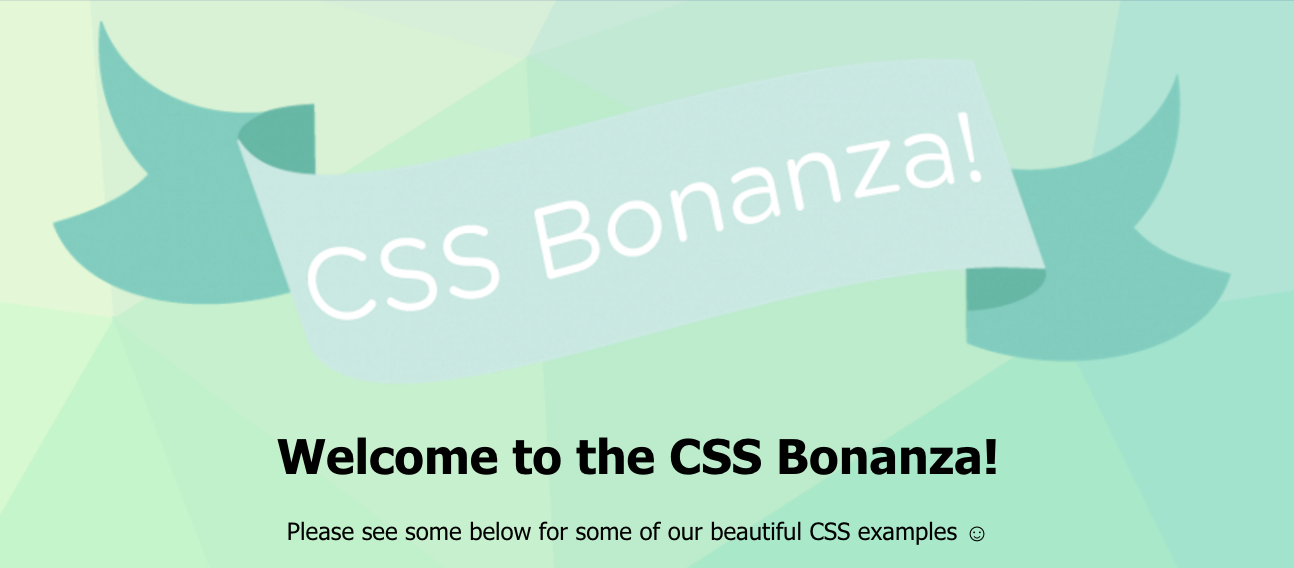 CSS Bonanza!
Welcome to the CSS Bonanza!
Please see some below for some of our beautiful CSS examples ☺